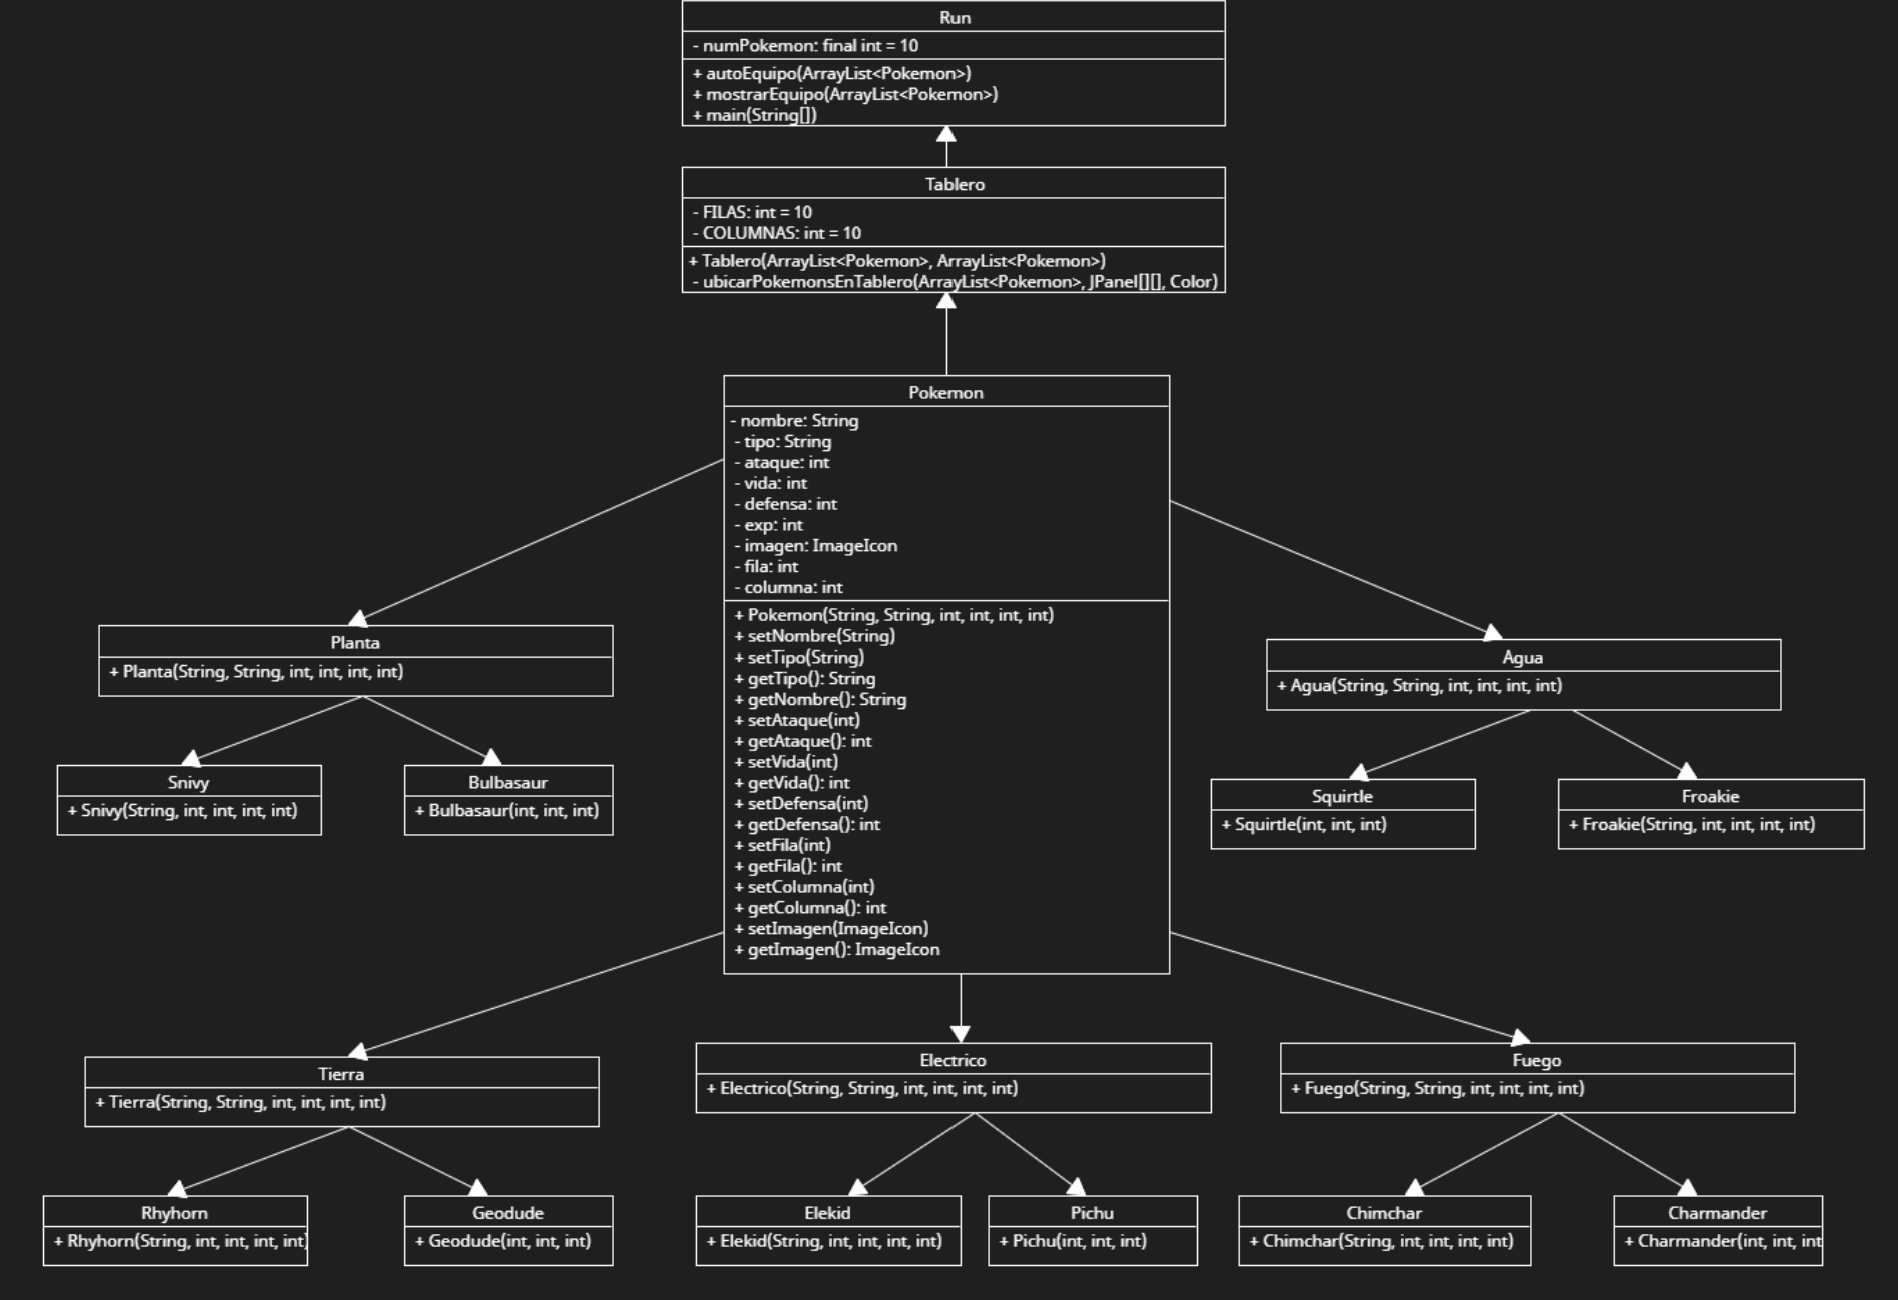 Run
- numPokemon: final int = 10
+ autoEquipo(ArrayList<Pokemon>)
+ mostrarEquipo(ArrayList<Pokemon>)
+ main(String[])
Tablero
- FILAS: int = 10
- COLUMNAS: int = 10
+ Tablero(ArrayList<Pokemon>, ArrayList<Pokemon>)
- ubicarPokemonsEnTablero(ArrayList<Pokemon>, JPanel[][], Color)
Pokemon
- nombre: String
- tipo: String
- ataque: int
- vida: int
- defensa: int
- exp: int
- imagen: ImageIcon
- fila: int
- columna: int
+ Pokemon(String, String, int, int, int, int)
+ setNombre(String)
+ setTipo(String)
+ getTipo(): String
+ getNombre(): String
+ setAtaque(int)
+ getAtaque(): int
+ setVida(int)
+ getVida(): int
+ setDefensa(int)
+ getDefensa(): int
+ setFila(int)
+ getFila(): int
+ setColumna(int)
+ getColumna(): int
+ setImagen(ImageIcon)
+ getImagen(): ImageIcon
Planta
+ Planta(String, String, int, int, int, int)
Snivy
+ Snivy(String, int, int, int, int)
Bulbasaur
+ Bulbasaur(int, int, int)
Agua
+ Agua(String, String, int, int, int, int)
Squirtle
+ Squirtle(int, int, int)
Froakie
+ Froakie(String, int, int, int, int)
Tierra
+ Tierra(String, String, int, int, int, int)
Rhyhorn
+ Rhyhorn(String, int, int, int, int)
Geodude
+ Geodude(int, int, int)
Electrico
+ Electrico(String, String, int, int, int, int)
Elekid
+ Elekid(String, int, int, int, int)
Pichu
+ Pichu(int, int, int)
Fuego
+ Fuego(String, String, int, int, int, int)
Chimchar
+ Chimchar(String, int, int, int, int)
Charmander
+ Charmander(int, int, int